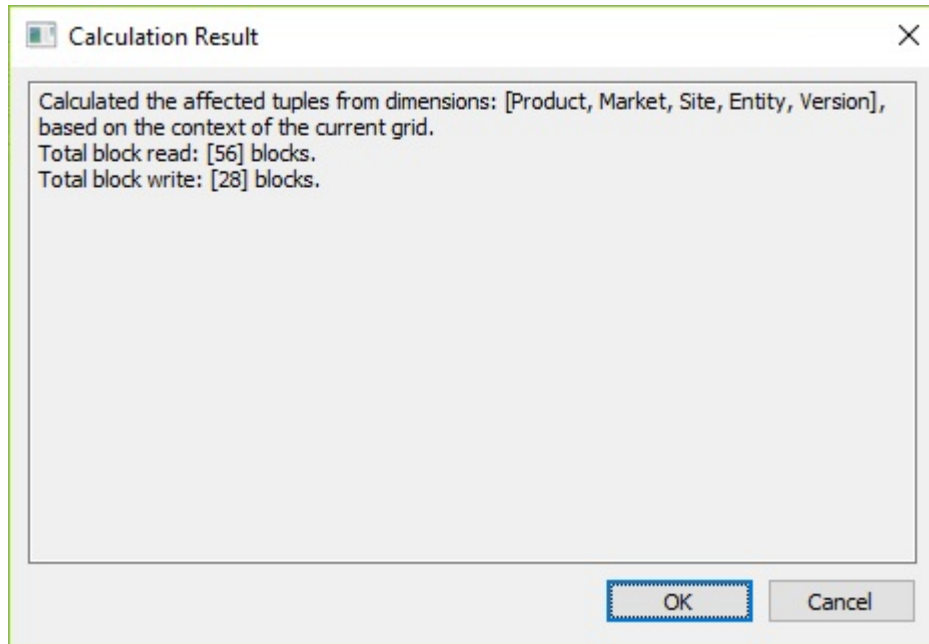 Calculation Result
Calculated the affected tuples from dimensions: [Product, Market, Site, Entity, Version],
based on the context of the current grid.
Total block read: [56] blocks.
Total block write: [28] blocks.
OK
Cancel